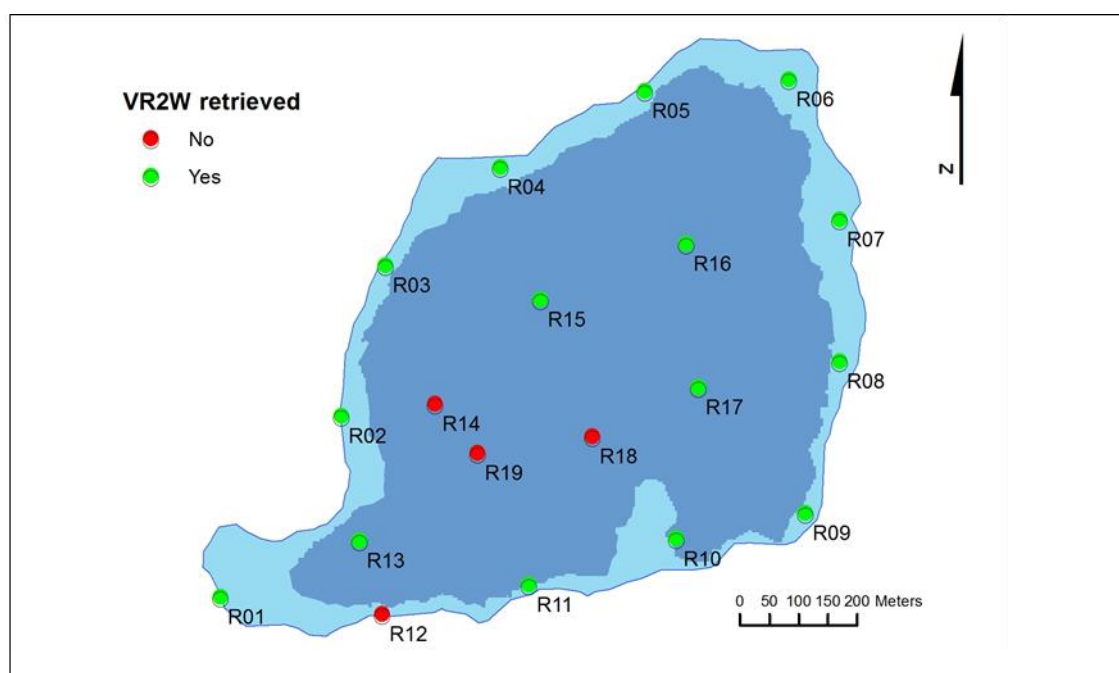 VR2W retrieved
No
Yes
R05
R06
N
R04
R07
R16
R03
R15
R08
R17
R14
R02
R18
R19
R09
R13
R10
R11
R01
R12
0 50 100 150 200 Meters